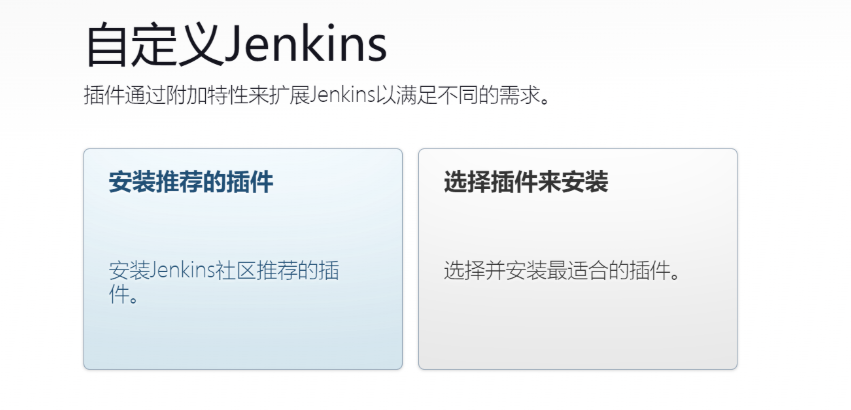 自定义Jenkins
插件通过附加特性来扩展Jenkins以满足不同的需求。
安装推荐的插件
安装Jenkins社区推荐的插
件。
选择插件来安装
选择并安装最适合的插件。